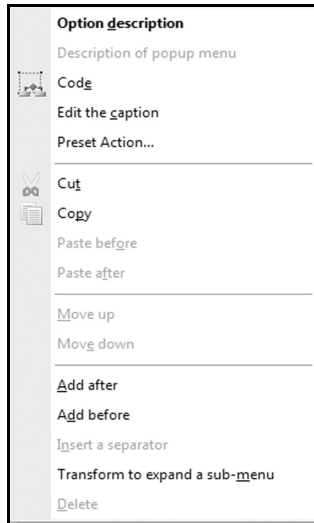 Option description
Description of popup menu
Code
Edit the caption
Preset Action...
Cut
Copy
Paste before
Paste after
Move up
Move down
Add after
Add before
Insert a separator
Transform to expand a sub-menu
Delete